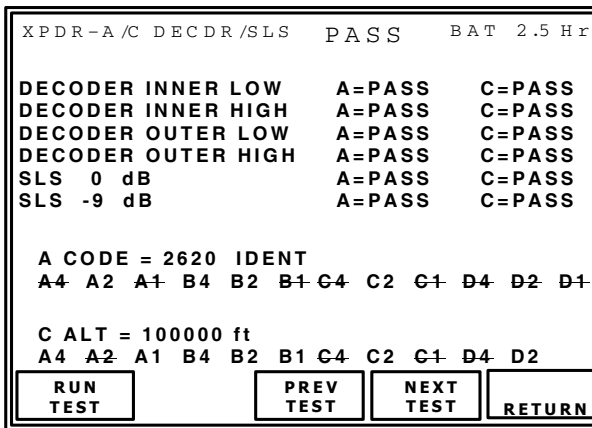 XPDR-A/C DECDR/SLS PASS BAT 2.5 Hr
DECODER INNER LOW A=PASS C=PASS
DECODER INNER HIGH A=PASS C=PASS
DECODER OUTER LOW A=PASS C=PASS
DECODER OUTER HIGH A=PASS C=PASS
SLS 0 dB A=PASS C=PASS
SLS -9 dB A=PASS C=PASS
A CODE = 2620 IDENT
A4 A2 A1 B4 B2 B1 C4 C2 C1 D4 D2 D1
C ALT = 100000 ft
A4 A2 A1 B4 B2 B1 C4 C2 C1 D4 D2
RUN TEST
PREV TEST
NEXT TEST
RETURN